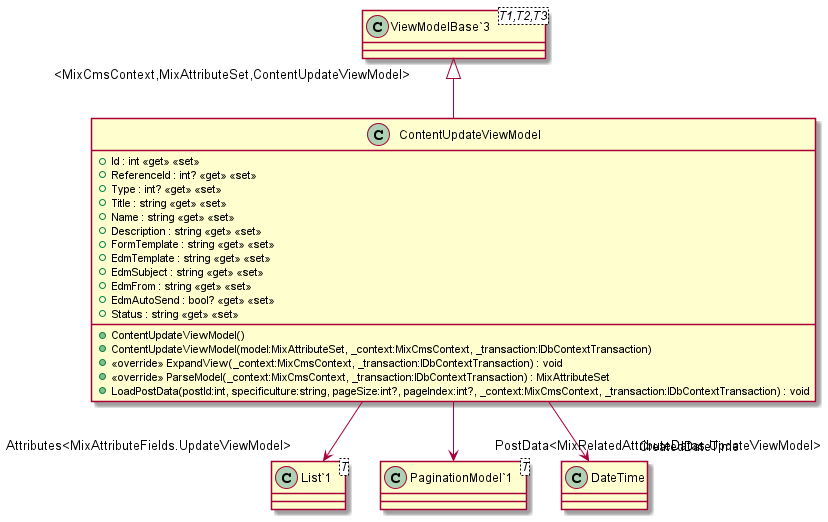 C ViewModelBase`3
T1,T2,T3
<MixCmsContext,MixAttributeSet,ContentUpdateViewModel>
C ContentUpdateViewModel
Id : int «get» «set»
ReferenceId : int? «get» «set»
Type : int? «get» «set»
Title : string «get» «set»
Name : string «get» «set»
Description : string «get» «set»
FormTemplate : string «get» «set»
EdmTemplate : string «get» «set»
EdmSubject : string «get» «set»
EdmFrom : string «get» «set»
EdmAutoSend : bool? «get» «set»
Status : string «get» «set»
ContentUpdateViewModel()
ContentUpdateViewModel(model:MixAttributeSet, _context:MixCmsContext, _transaction:IDbContextTransaction)
«override» ExpandView(_context:MixCmsContext, _transaction:IDbContextTransaction) : void
«override» ParseModel(_context:MixCmsContext, _transaction:IDbContextTransaction) : MixAttributeSet
LoadPostData(postId:int, specificulture:string, pageSize:int?, pageIndex:int?, _context:MixCmsContext, _transaction:IDbContextTransaction) : void
Attributes<MixAttributeFields.UpdateViewModel>
PostData<MixRelatedAttributeDatas.UpdateViewModel>
CreatedDateTime
C List`1
T
C PaginationModel`1
T
C DateTime